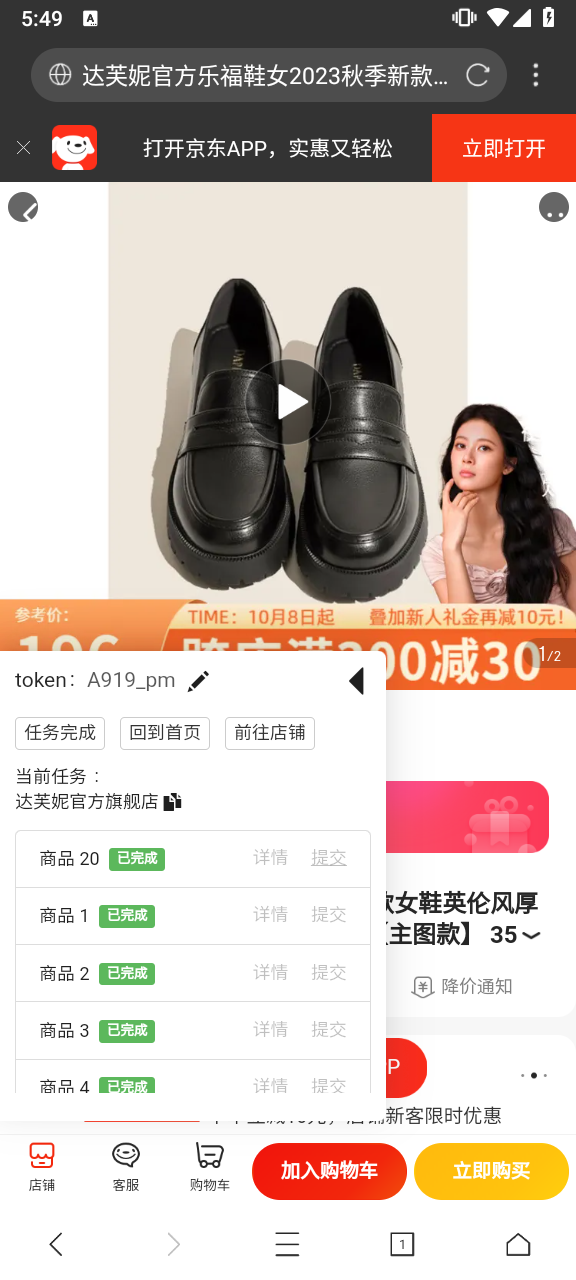 5:49
达芙妮官方乐福鞋女2023秋季新款...
打开京东APP，实惠又轻松
立即打开
参考价：
TIME：10月8日起 叠加新人礼金再减10元！
00减30
1/2
token： A919_pm
任务完成
回到首页
前往店铺
当前任务：
达芙妮官方旗舰店
商品 20 已完成 详情 提交
商品 1 已完成 详情 提交
商品 2 已完成 详情 提交
商品 3 已完成 详情 提交
商品 4 已完成 详情 提交
女鞋英伦风厚
主图款】 35
降价通知
P
店铺新客限时优惠
店铺
客服
购物车
加入购物车
立即购买
1